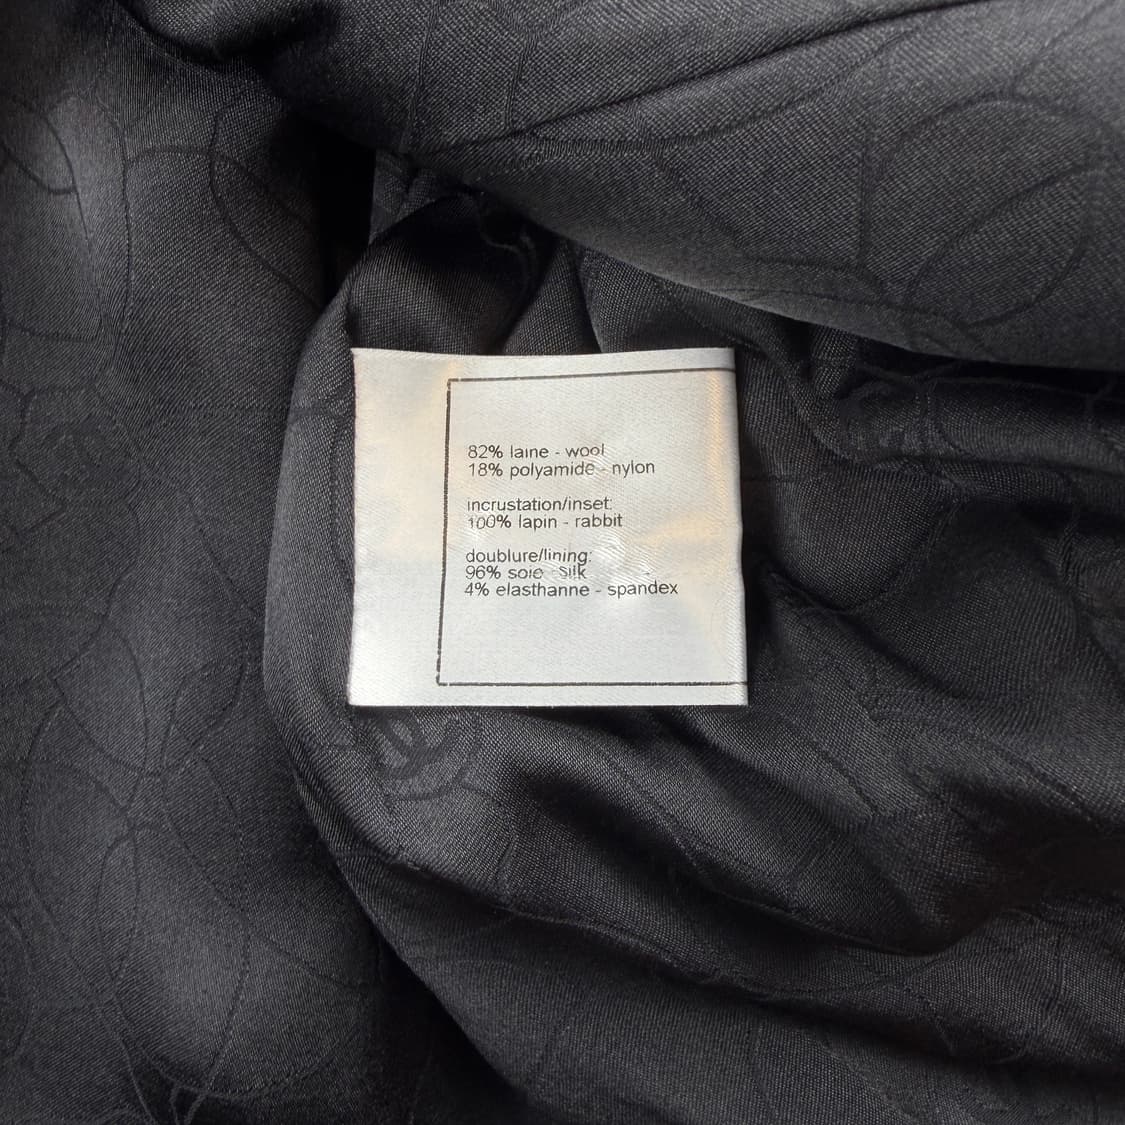 82% laine - wool
18% polyamide - nylon
incrustation/inset:
100% lapin - rabbit
doublure/lining:
96% soie - silk
4% elasthanne - spandex